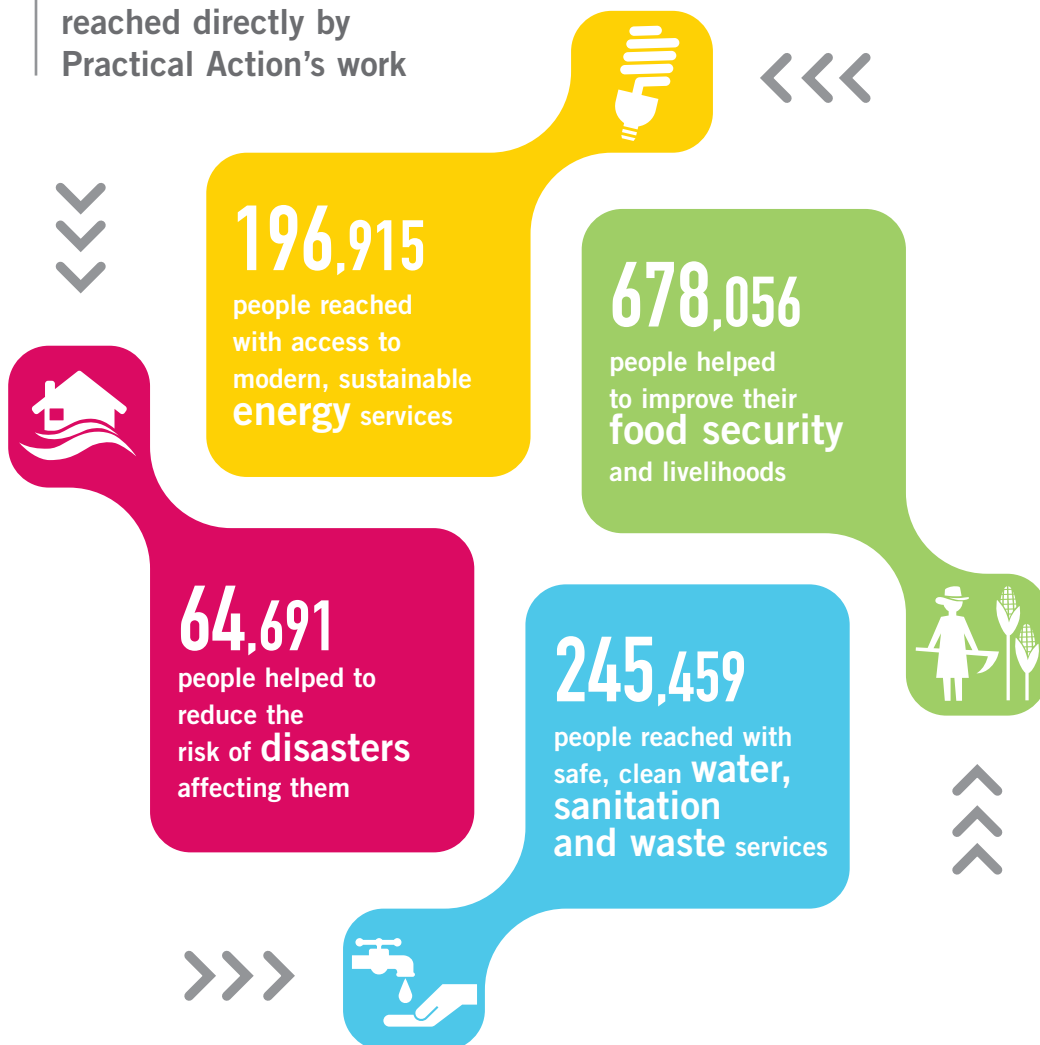 reached directly by
Practical Action's work
196,915
people reached
with access to
modern, sustainable
energy services
678,056
people helped
to improve their
food security
and livelihoods
64,691
people helped to
reduce the
risk of disasters
affecting them
245,459
people reached with
safe, clean water,
sanitation
and waste services